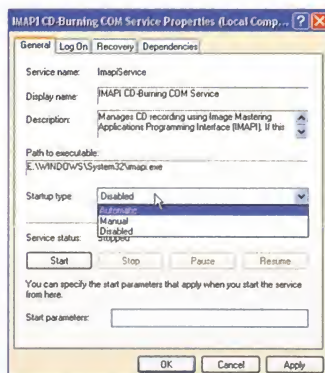 IMAPI CD-Burning COM Service Properties (Local Comp...
General Log On Recovery Dependencies
Service name: ImapiService
Display name: IMAPI CD-Burning COM Service
Description: Manages CD recording using Image Mastering
Applications Programming Interface (IMAPI). If this
Path to executable:
E:\WINDOWS\System32\imapi.exe
Startup type: Disabled
Automatic
Manual
Disabled
Service status: Stopped
Start Stop Pause Resume
You can specify the start parameters that apply when you start the service
from here.
Start parameters:
OK Cancel Apply